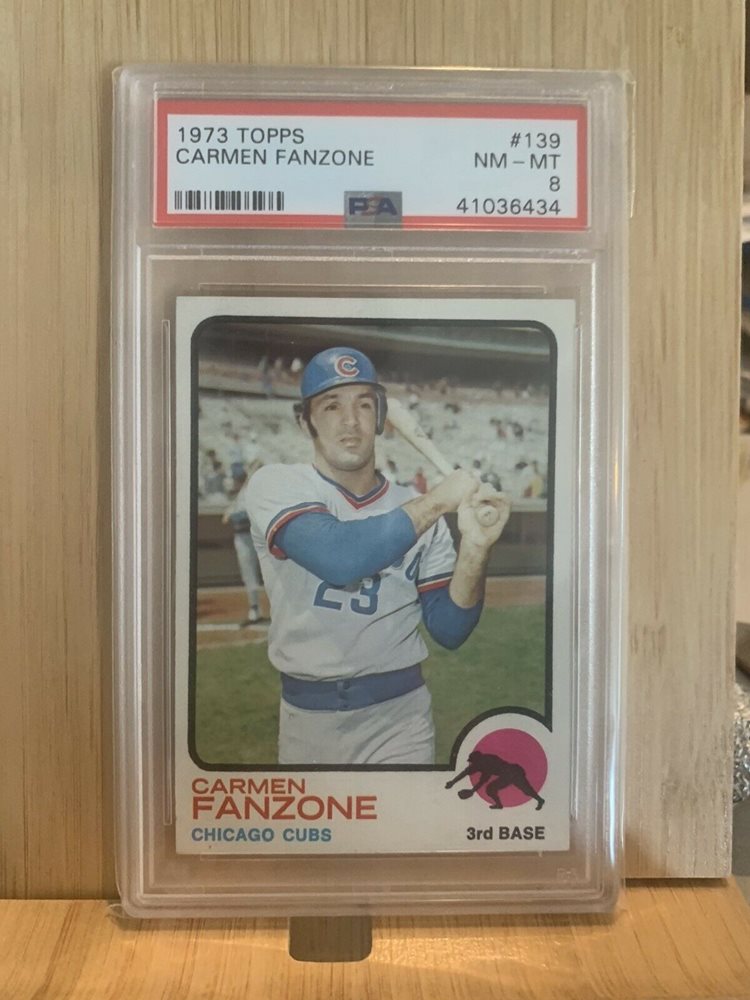 1973 TOPPS #139
CARMEN FANZONE NM - MT
8
PSA 41036434
C
23
CARMEN
FANZONE
CHICAGO CUBS 3rd BASE